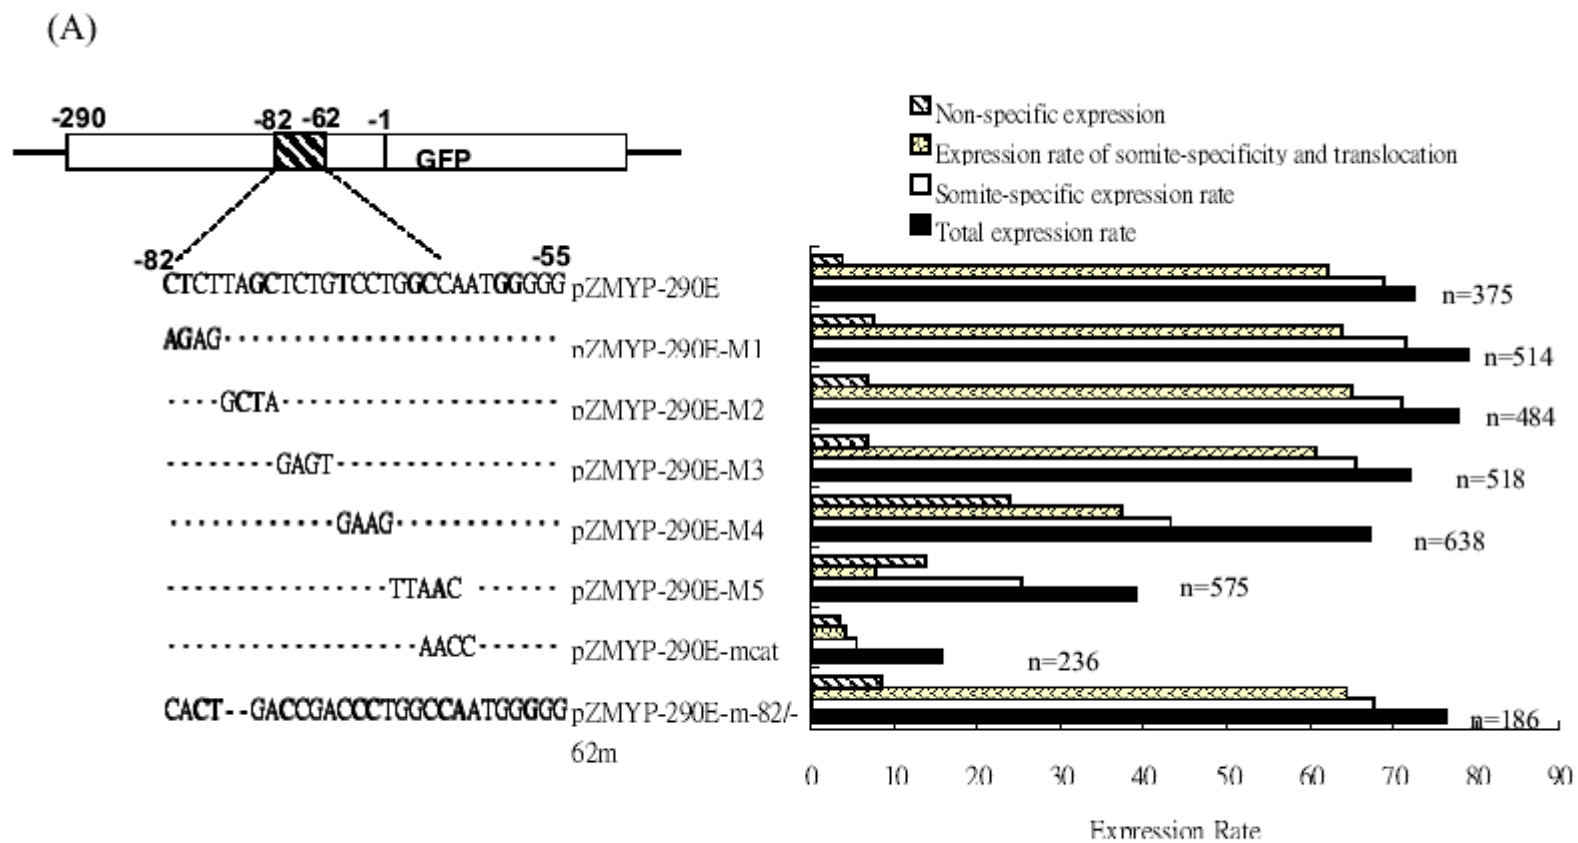 (A)
-290
-82 -62 -1
GFP
Non-specific expression
Expression rate of somite-specificity and translocation
Somite-specific expression rate
Total expression rate
-82
-55
CTCTTAGCTCTGTCCTGGCCAATGGGGG pZMYP-290E
n=375
AGAG························ pZMYP-290E-M1
n=514
····GCTA···················· pZMYP-290E-M2
n=484
········GAGT················ pZMYP-290E-M3
n=518
············GAAG············ pZMYP-290E-M4
n=638
················TTAAC ······ pZMYP-290E-M5
n=575
··················AACC······ pZMYP-290E-mcat
n=236
CACT--GACCGACCCTGGCCAATGGGGG pZMYP-290E-m-82/-
62m
n=186
0 10 20 30 40 50 60 70 80 90
Expression Rate